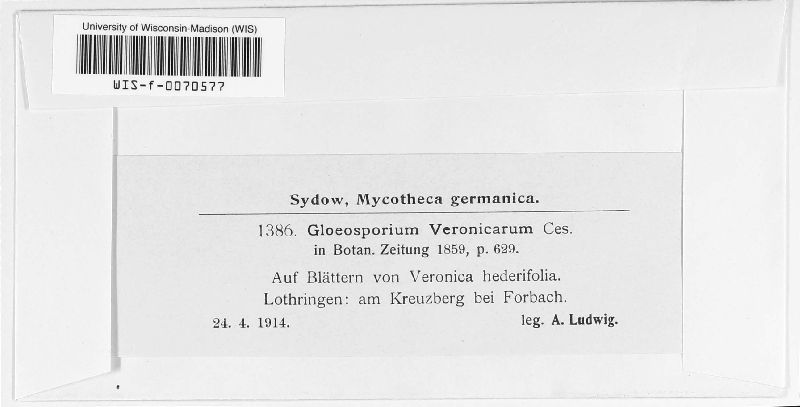 University of Wisconsin-Madison (WIS)
WIS-f-0070577
Sydow, Mycotheca germanica.
1386. Gloeosporium Veronicarum Ces.
in Botan. Zeitung 1859, p. 629.
Auf Blättern von Veronica hederifolia.
Lothringen: am Kreuzberg bei Forbach.
24. 4. 1914. leg. A. Ludwig.